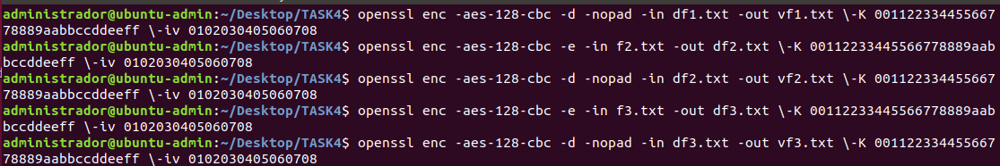 administrador@ubuntu-admin:~/Desktop/TASK4$ openssl enc -aes-128-cbc -d -nopad -in df1.txt -out vf1.txt \-K 001122334455667
78889aabbccddeeff \-iv 0102030405060708
administrador@ubuntu-admin:~/Desktop/TASK4$ openssl enc -aes-128-cbc -e -in f2.txt -out df2.txt \-K 00112233445566778889aab
bccddeeff \-iv 0102030405060708
administrador@ubuntu-admin:~/Desktop/TASK4$ openssl enc -aes-128-cbc -d -nopad -in df2.txt -out vf2.txt \-K 001122334455667
78889aabbccddeeff \-iv 0102030405060708
administrador@ubuntu-admin:~/Desktop/TASK4$ openssl enc -aes-128-cbc -e -in f3.txt -out df3.txt \-K 00112233445566778889aab
bccddeeff \-iv 0102030405060708
administrador@ubuntu-admin:~/Desktop/TASK4$ openssl enc -aes-128-cbc -d -nopad -in df3.txt -out vf3.txt \-K 001122334455667
78889aabbccddeeff \-iv 0102030405060708